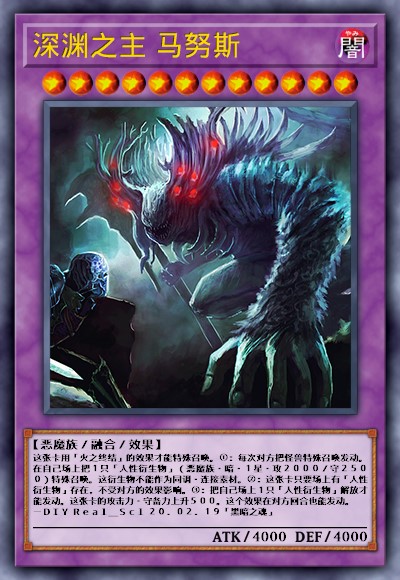 深渊之主 马努斯
やみ
闇
【恶魔族／融合／效果】
这张卡用「火之终结」的效果才能特殊召唤。①：每次对方把怪兽特殊召唤发动。
在自己场上把1只「人性衍生物」（恶魔族・暗・1星・攻2000/守250
0）特殊召唤。这衍生物不能作为同调・连接素材。②：这张卡只要场上有「人性
衍生物」存在，不受对方的效果影响。③：把自己场上1只「人性衍生物」解放才
能发动。这张卡的攻击力・守备力上升500。这个效果在对方回合也能发动。
—DIYReal__Scl20.02.19「黑暗之魂」
ATK/4000 DEF/4000